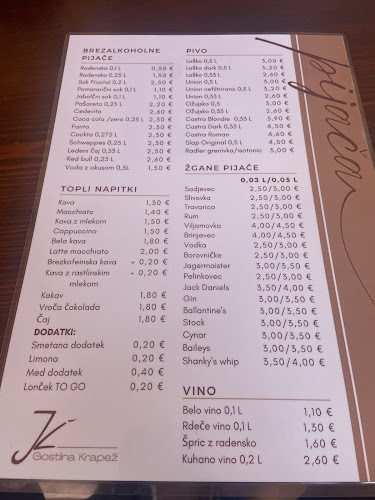 BREZALKOHOLNE
PIJAČE
Radenska 0,1 L 0,50 €
Radenska 0,25 L 1,50 €
Sok Fructal 0,2 L 2,20 €
Pomarančni sok 0,1 L 1,10 €
Jabolčni sok 0,1 L 1,10 €
Pašareta 0,25 L 2,20 €
Cedevita 2,20 €
Coca cola /zero 0,25 L 2,50 €
Fanta 2,30 €
Cockta 0,275 L 2,30 €
Schweppes 0,25 L 2,30 €
Ledeni čaj 0,33 L 2,20 €
Red bull 0,25 L 2,60 €
Voda z okusom 0,5L 1,50 €
TOPLI NAPITKI
Kava 1,30 €
Macchiato 1,40 €
Kava z mlekom 1,50 €
Cappuccino 1,50 €
Bela kava 1,80 €
Latte macchiato 2,00 €
Brezkofeinska kava + 0,20 €
Kava z rastlinskim + 0,20 €
mlekom
Kakav 1,80 €
Vroča čokolada 1,80 €
Čaj 1,80 €
DODATKI:
Smetana dodatek 0,20 €
Limona 0,20 €
Med dodatek 0,40 €
Lonček TO GO 0,20 €
Gostilna Krapež
PIVO
Laško 0,5 L 3,00 €
Laško dark 0,5 L 3,20 €
Laško 0,33 L 2,60 €
Union 0,5 L 3,00 €
Union nefiltrirano 0,5 L 3,20 €
Union 0,33 L 2,60 €
Ožujsko 0,5 3,00 €
Ožujsko 0,33 L 2,60 €
Castra Blondie 0,33 L 3,90 €
Castra Dark 0,33 L 4,50 €
Castra Roman 4,60 €
Slap Original 0,5 L 4,50 €
Radler grenivka/isotonic 3,00 €
ŽGANE PIJAČE
0,03 L/0,05 L
Sadjevec 2,50/3,00 €
Slivovka 2,50/3,00 €
Travarica 2,50/3,00 €
Rum 2,50/3,00 €
Viljamovka 4,00/4,50 €
Brinjevec 4,00/4,50 €
Vodka 2,50/3,00 €
Borovničke 2,50/3,00 €
Jagermaister 3,00/3,50 €
Pelinkovec 2,50/3,00 €
Jack Daniels 3,50/4,00 €
Gin 3,00/3,50 €
Ballantine's 3,00/3,50 €
Stock 3,00/3,50 €
Cynar 3,00/3,50 €
Baileys 3,00/3,50 €
Shanky's whip 3,50/4,00 €
VINO
Belo vino 0,1 L 1,10 €
Rdeče vino 0,1 L 1,30 €
Špric z radensko 1,60 €
Kuhano vino 0,2 L 2,60 €
pijača